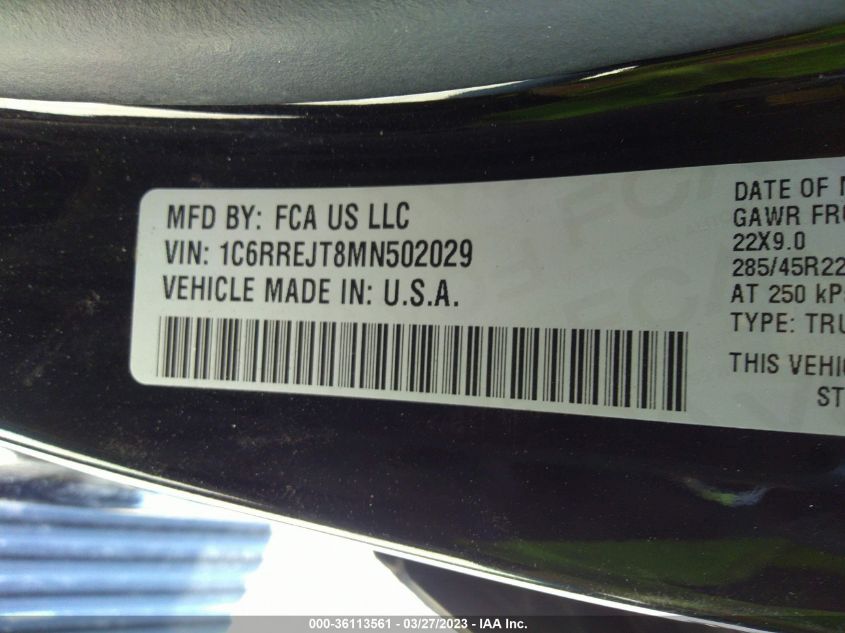 MFD BY: FCA US LLC
VIN: 1C6RREJT8MN502029
VEHICLE MADE IN: U.S.A.
DATE OF
GAWR
22X9.0
285/45R22
AT 250
TYPE:
THIS
000-36113561 - 03/27/2023 - IAA Inc.